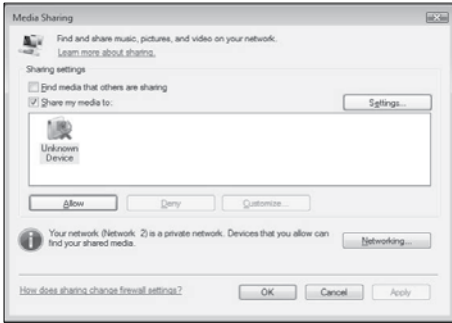 Media Sharing
Find and share music, pictures, and video on your network.
Learn more about sharing.
Sharing settings
Find media that others are sharing
Share my media to:
Settings...
Unknown
Device
Allow
Deny
Customize...
Your network (Network 2) is a private network. Devices that you allow can
find your shared media.
Networking...
How does sharing change firewall settings?
OK
Cancel
Apply